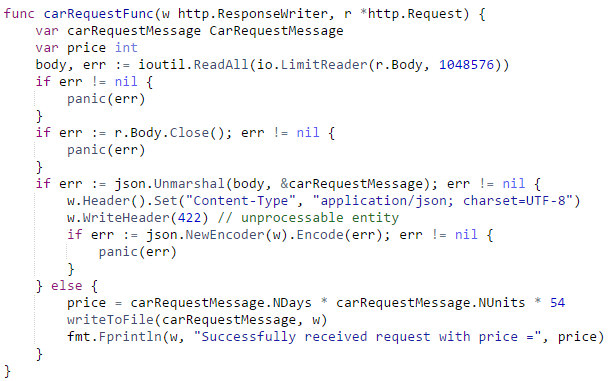 func carRequestFunc(w http.ResponseWriter, r *http.Request) {
    var carRequestMessage CarRequestMessage
    var price int
    body, err := ioutil.ReadAll(io.LimitReader(r.Body, 1048576))
    if err != nil {
        panic(err)
    }
    if err := r.Body.Close(); err != nil {
        panic(err)
    }
    if err := json.Unmarshal(body, &carRequestMessage); err != nil {
        w.Header().Set("Content-Type", "application/json; charset=UTF-8")
        w.WriteHeader(422) // unprocessable entity
        if err := json.NewEncoder(w).Encode(err); err != nil {
            panic(err)
        }
    } else {
        price = carRequestMessage.NDays * carRequestMessage.NUnits * 54
        writeToFile(carRequestMessage, w)
        fmt.Fprintln(w, "Successfully received request with price =", price)
    }
}